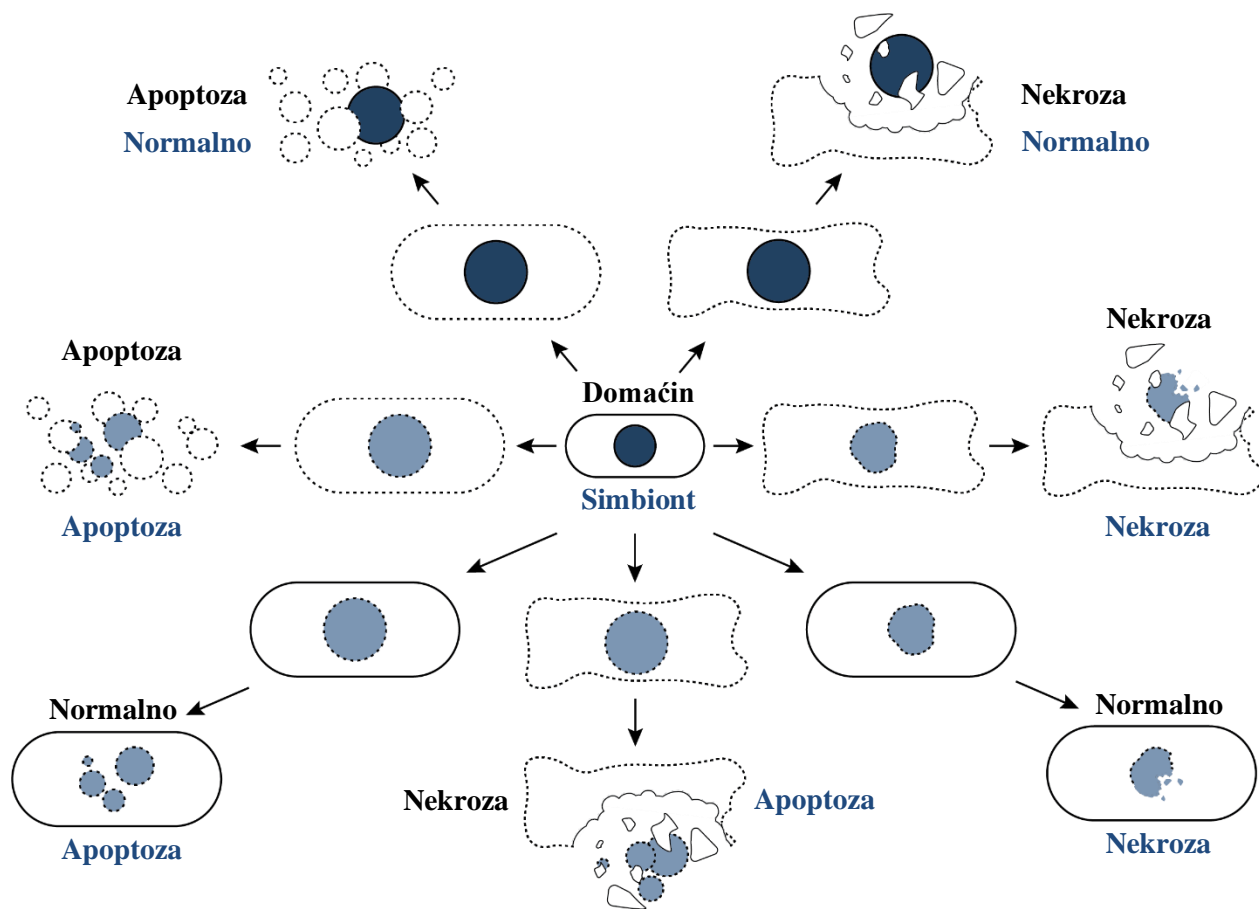 Apoptoza
Normalno
Nekroza
Normalno
Apoptoza
Apoptoza
Domaćin
Simbiont
Nekroza
Nekroza
Normalno
Apoptoza
Nekroza
Apoptoza
Normalno
Nekroza